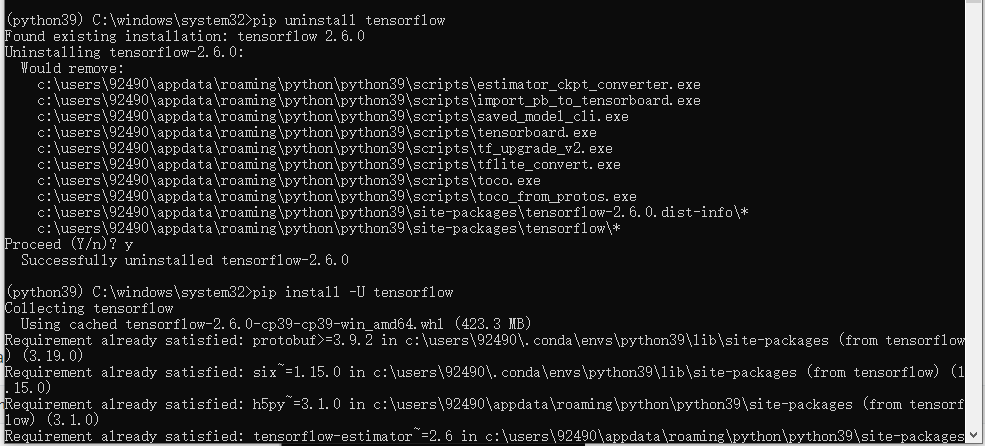 (python39) C:\windows\system32>pip uninstall tensorflow
Found existing installation: tensorflow 2.6.0
Uninstalling tensorflow-2.6.0:
  Would remove:
    c:\users\92490\appdata\roaming\python\python39\scripts\estimator_ckpt_converter.exe
    c:\users\92490\appdata\roaming\python\python39\scripts\import_pb_to_tensorboard.exe
    c:\users\92490\appdata\roaming\python\python39\scripts\saved_model_cli.exe
    c:\users\92490\appdata\roaming\python\python39\scripts\tensorboard.exe
    c:\users\92490\appdata\roaming\python\python39\scripts\tf_upgrade_v2.exe
    c:\users\92490\appdata\roaming\python\python39\scripts\tflite_convert.exe
    c:\users\92490\appdata\roaming\python\python39\scripts\toco.exe
    c:\users\92490\appdata\roaming\python\python39\scripts\toco_from_protos.exe
    c:\users\92490\appdata\roaming\python\python39\site-packages\tensorflow-2.6.0.dist-info\*
    c:\users\92490\appdata\roaming\python\python39\site-packages\tensorflow\*
Proceed (Y/n)? y
  Successfully uninstalled tensorflow-2.6.0
(python39) C:\windows\system32>pip install -U tensorflow
Collecting tensorflow
  Using cached tensorflow-2.6.0-cp39-cp39-win_amd64.whl (423.3 MB)
Requirement already satisfied: protobuf>=3.9.2 in c:\users\92490\.conda\envs\python39\lib\site-packages (from tensorflow
) (3.19.0)
Requirement already satisfied: six~=1.15.0 in c:\users\92490\.conda\envs\python39\lib\site-packages (from tensorflow) (1
.15.0)
Requirement already satisfied: h5py~=3.1.0 in c:\users\92490\appdata\roaming\python\python39\site-packages (from tensorf
low) (3.1.0)
Requirement already satisfied: tensorflow-estimator~=2.6 in c:\users\92490\appdata\roaming\python\python39\site-packages